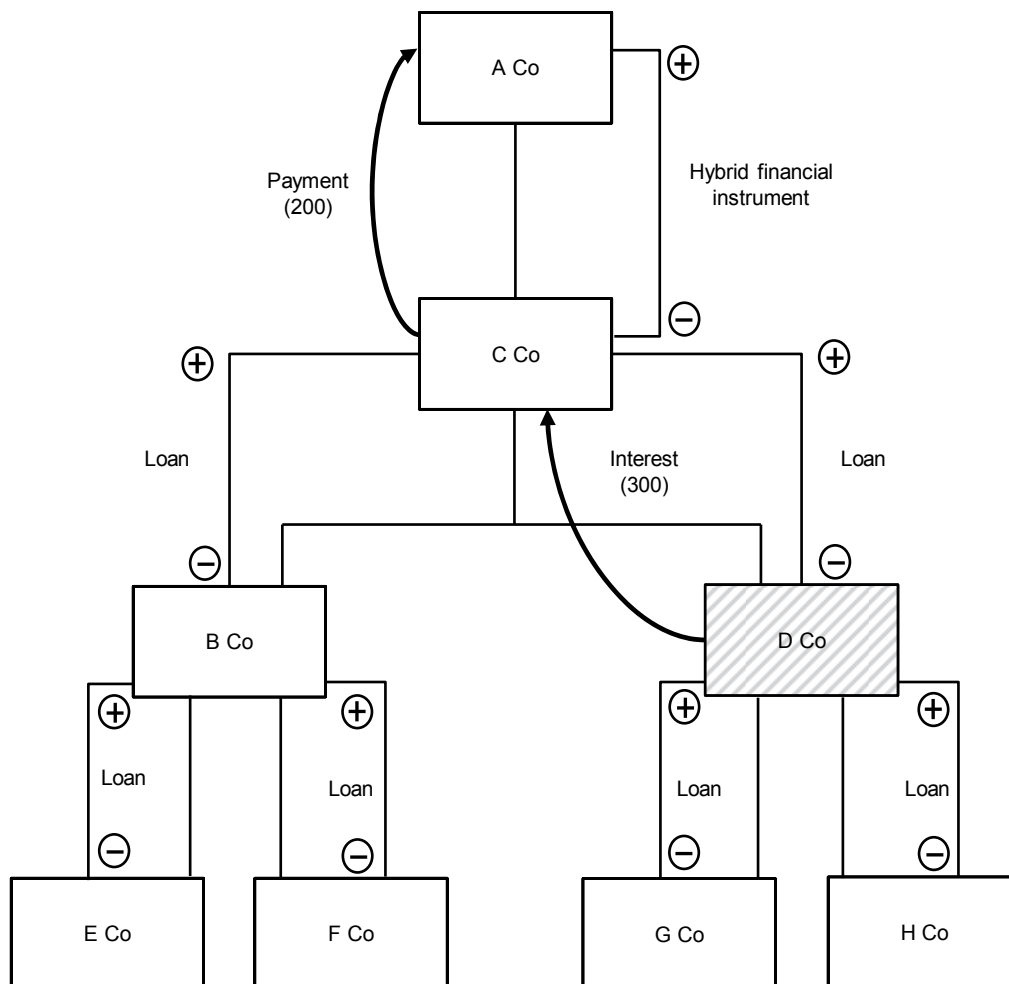 A Co
+
Payment
(200)
Hybrid financial
instrument
−
C Co
+
+
Loan
Interest
(300)
Loan
−
−
B Co
D Co
+
+
+
+
Loan
Loan
Loan
Loan
−
−
−
−
E Co
F Co
G Co
H Co